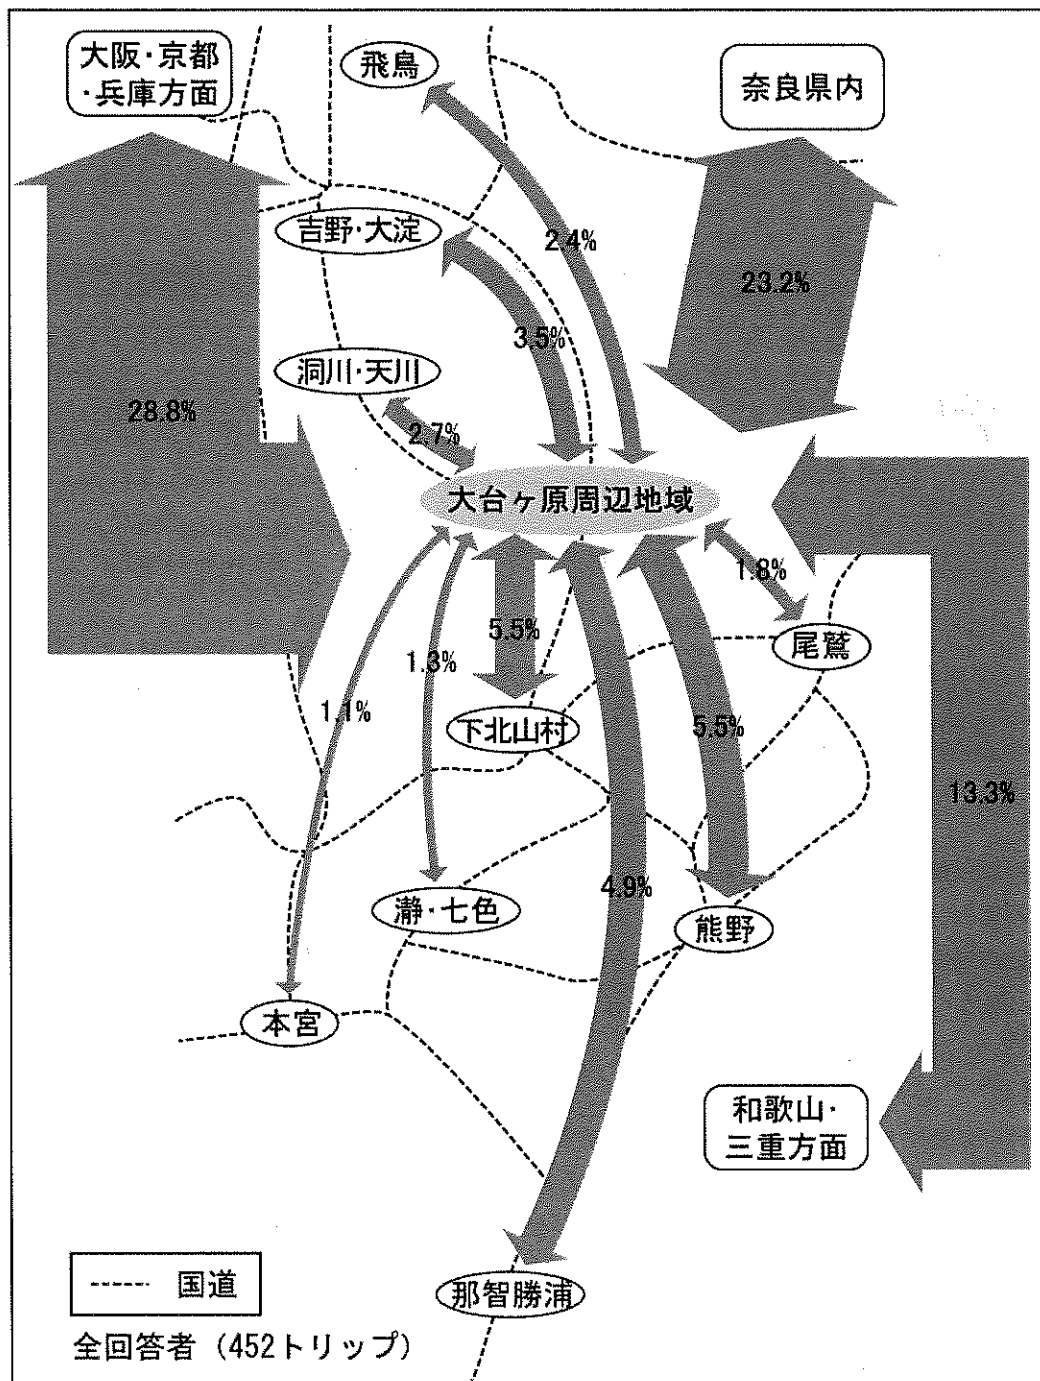 大阪・京都
・兵庫方面
飛鳥
奈良県内
吉野・大淀
2.4%
23.2%
3.5%
洞川・天川
28.8%
2.7%
大台ヶ原周辺地域
1.8%
5.5%
尾鷲
1.3%
1.1%
下北山村
5.5%
13.3%
4.9%
瀞・七色
熊野
本宮
和歌山・
三重方面
那智勝浦
国道
全回答者（452トリップ）